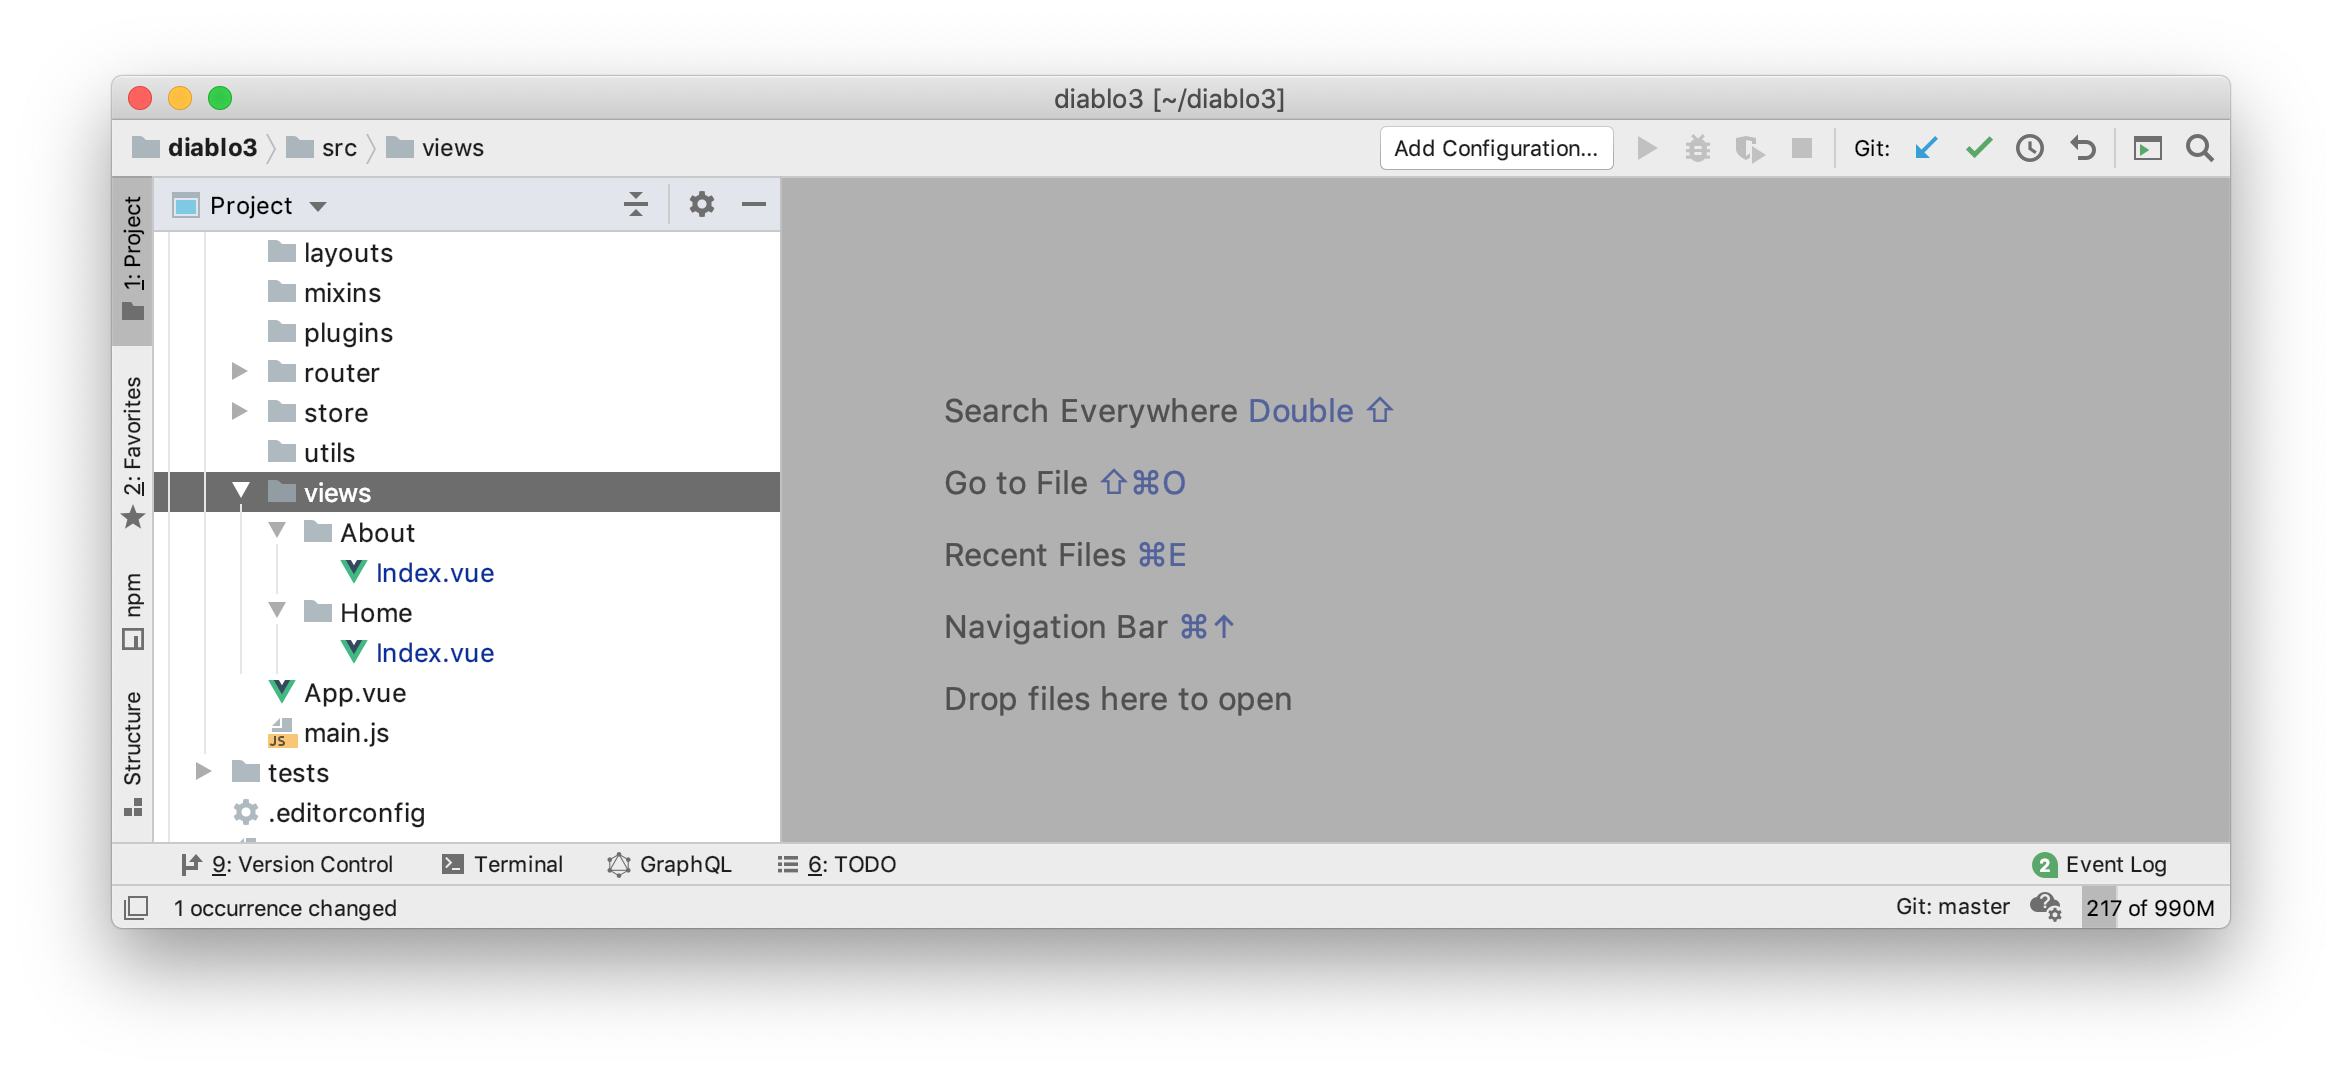 diablo3 [~/diablo3]
diablo3 src views
Add Configuration... Git:
1: Project
2: Favorites
npm
Structure
Project
layouts
mixins
plugins
router
store
utils
views
About
Index.vue
Home
Index.vue
App.vue
JS main.js
tests
.editorconfig
Search Everywhere Double ⇧
Go to File ⇧⌘O
Recent Files ⌘E
Navigation Bar ⌘↑
Drop files here to open
9: Version Control Terminal GraphQL 6: TODO 2 Event Log
1 occurrence changed Git: master 217 of 990M